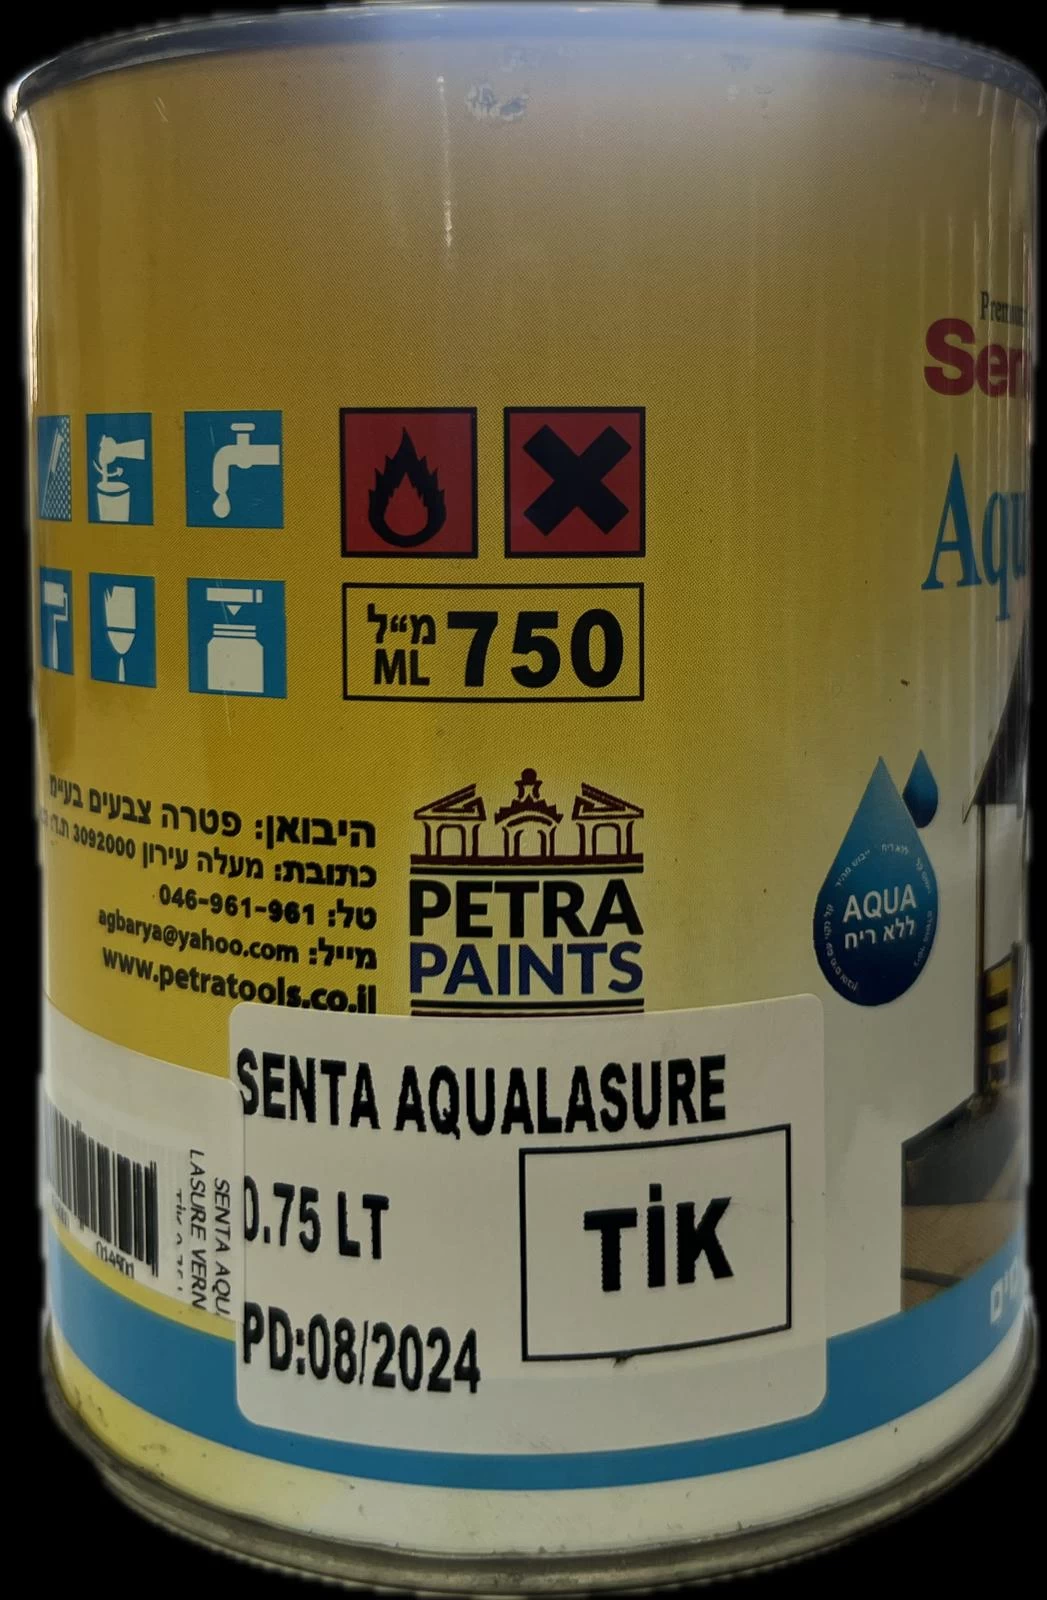 Sen
Aqu
מ"ל
ML
750
היבואן: פטרה צבעים בע"מ
כתובת: מעלה עירון 3092000
טל: 046-961-961
מייל: agbarya@yahoo.com
www.petratools.co.il
PETRA
PAINTS
AQUA
ללא ריח
SENTA AQUALASURE
0.75 LT
TİK
PD:08/2024
SENTA AQU
LASURE VERN